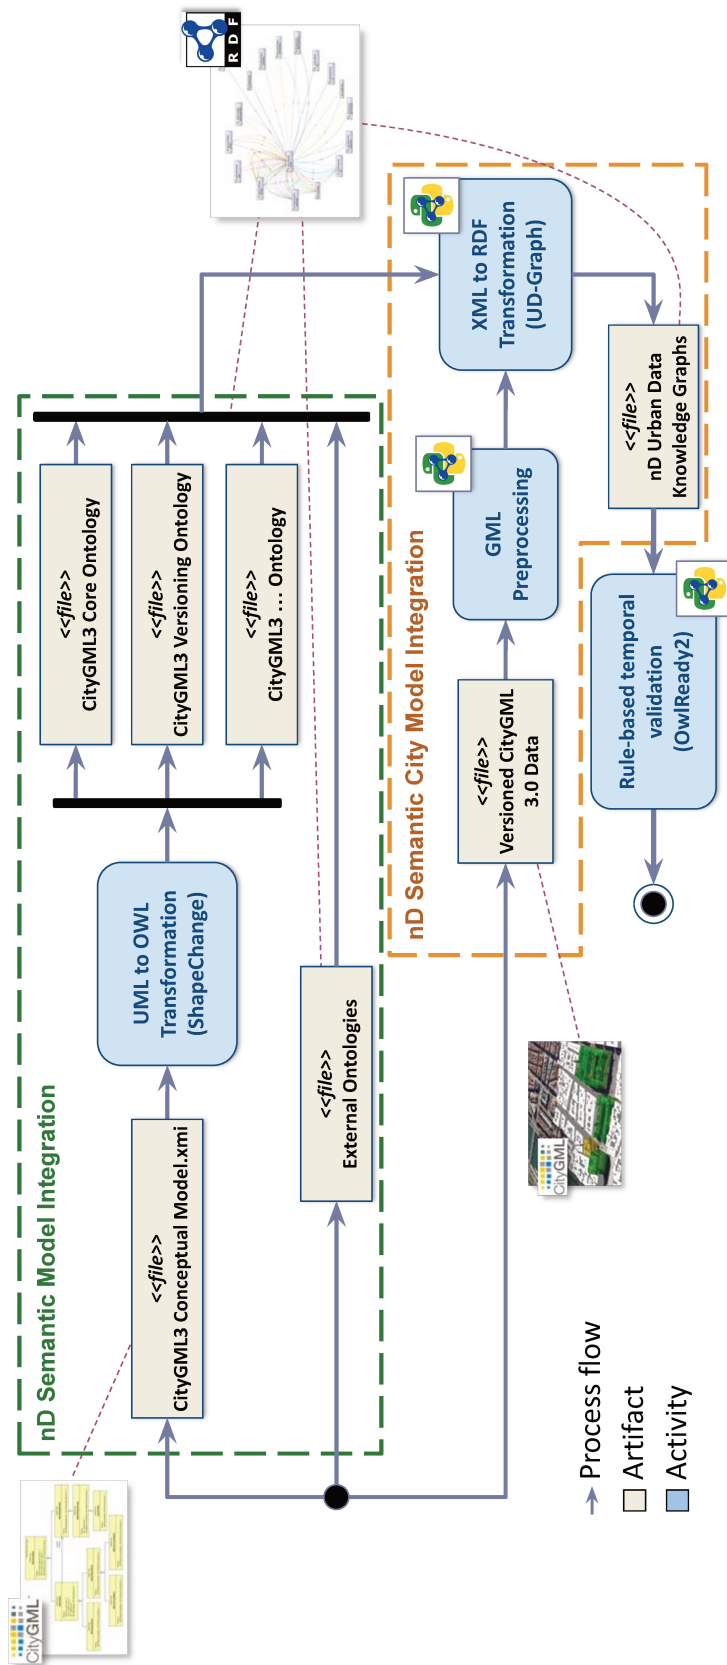 CityGML
nD Semantic Model Integration
<<file>>
CityGML3 Conceptual Model.xmi
UML to OWL
Transformation
(ShapeChange)
<<file>>
CityGML3 Core Ontology
<<file>>
CityGML3 Versioning Ontology
<<file>>
CityGML3 ... Ontology
<<file>>
External Ontologies
RDF
nD Semantic City Model Integration
<<file>>
Versioned CityGML
3.0 Data
GML
Preprocessing
XML to RDF
Transformation
(UD-Graph)
<<file>>
nD Urban Data
Knowledge Graphs
Rule-based temporal
validation
(OwlReady2)
CityGML
Process flow
Artifact
Activity